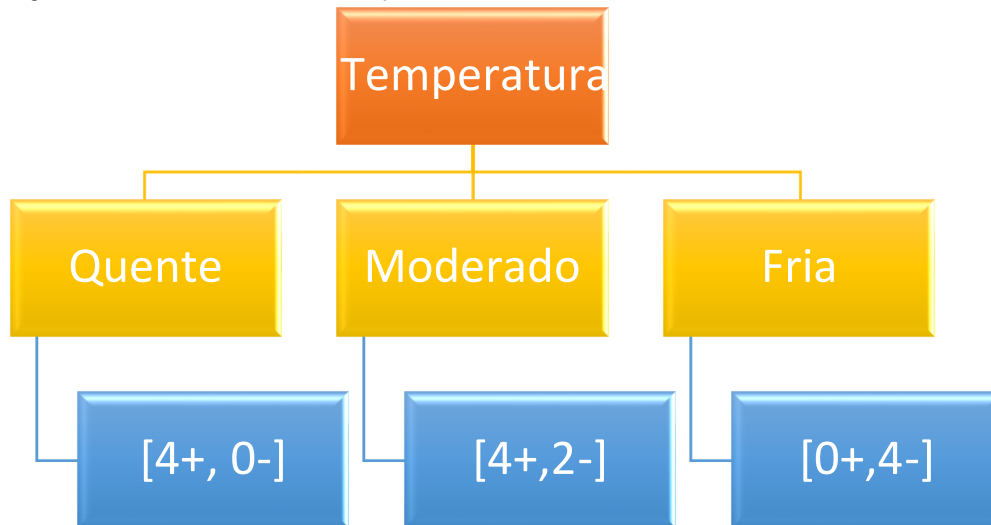 Temperatura
Quente
Moderado
Fria
[4+, 0-]
[4+,2-]
[0+,4-]